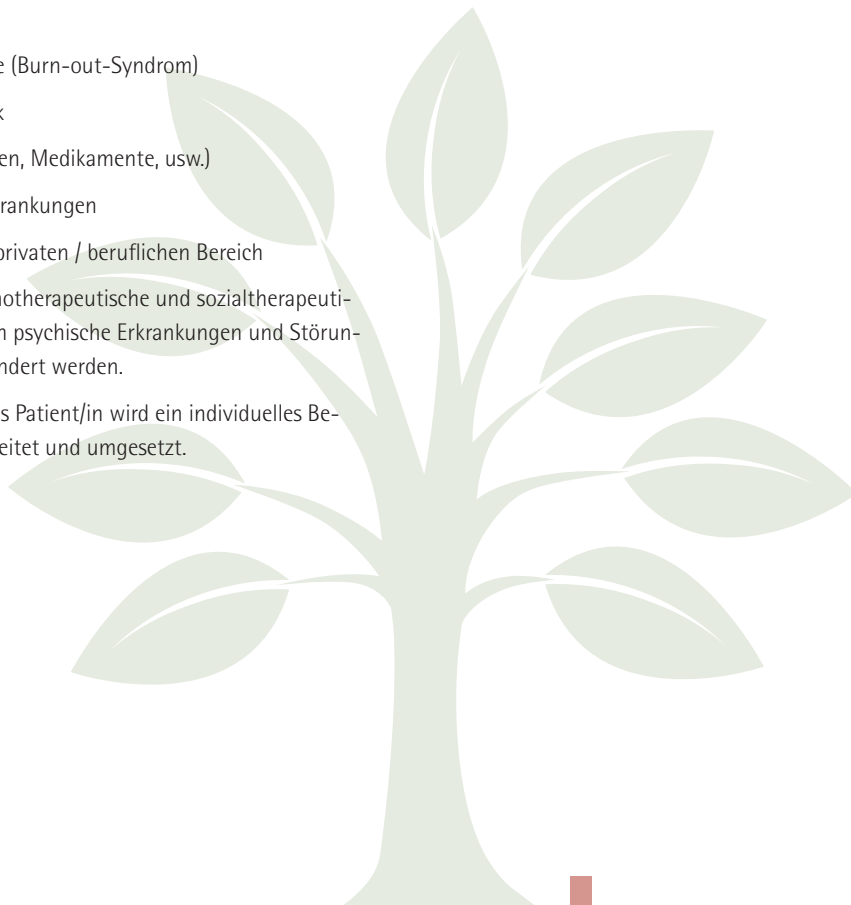 e (Burn-out-Syndrom)
k
en, Medikamente, usw.)
rankungen
privaten / beruflichen Bereich
notherapeutische und sozialtherapeuti-
n psychische Erkrankungen und Störun-
ndert werden.
s Patient/in wird ein individuelles Be-
eitet und umgesetzt.